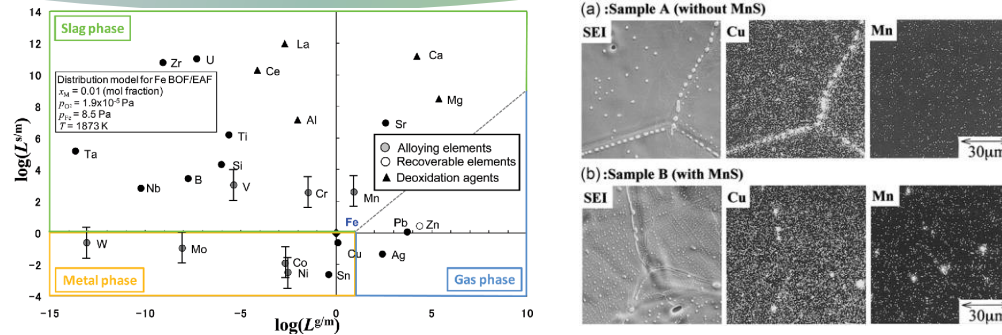 Slag phase
Distribution model for Fe BOF/EAF
x_M = 0.01 (mol fraction)
p_O2 = 1.9x10^-5 Pa
p_Fe = 8.5 Pa
T = 1873 K
Alloying elements
Recoverable elements
Deoxidation agents
La
Zr
U
Ca
Ce
Mg
Al
Sr
Ti
Ta
Si
B
V
Nb
Cr
Mn
Fe
Pb
Zn
W
Mo
Cu
Ag
Co
Ni
Sn
Metal phase
Gas phase
14
12
10
8
6
4
2
0
-2
-4
-15
-10
-5
0
5
10
log(L^s/m)
log(L^g/m)
(a) :Sample A (without MnS)
SEI
Cu
Mn
30μm
(b) :Sample B (with MnS)
SEI
Cu
Mn
30μm